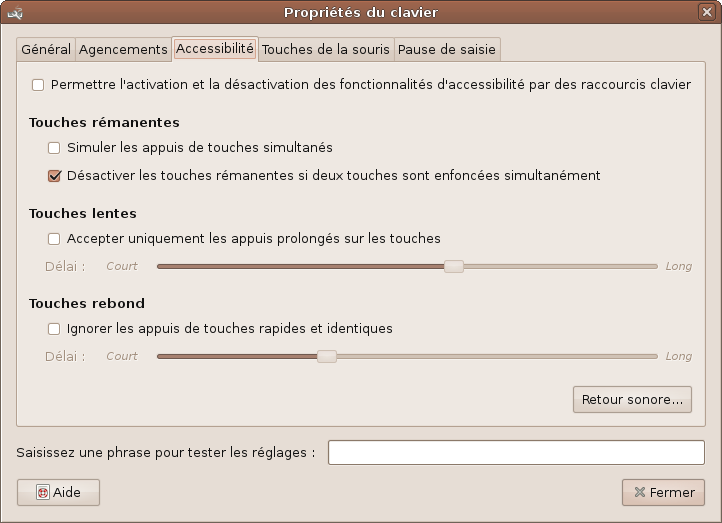 Propriétés du clavier
Général Agencements Accessibilité Touches de la souris Pause de saisie
Permettre l'activation et la désactivation des fonctionnalités d'accessibilité par des raccourcis clavier
Touches rémanentes
Simuler les appuis de touches simultanés
Désactiver les touches rémanentes si deux touches sont enfoncées simultanément
Touches lentes
Accepter uniquement les appuis prolongés sur les touches
Délai : Court Long
Touches rebond
Ignorer les appuis de touches rapides et identiques
Délai : Court Long
Retour sonore...
Saisissez une phrase pour tester les réglages :
Aide Fermer